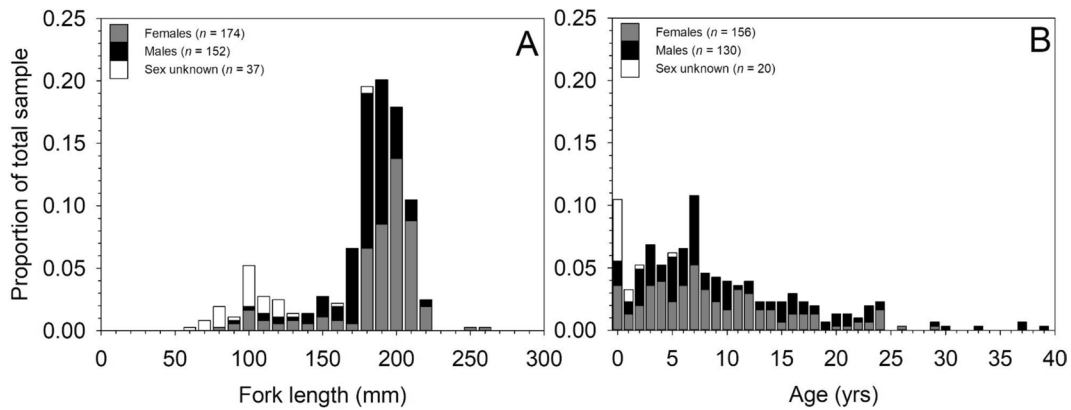 A
Females (n = 174)
Males (n = 152)
Sex unknown (n = 37)
0.25
0.20
0.15
0.10
0.05
0.00
0 50 100 150 200 250 300
Fork length (mm)
Proportion of total sample
B
Females (n = 156)
Males (n = 130)
Sex unknown (n = 20)
0.25
0.20
0.15
0.10
0.05
0.00
0 5 10 15 20 25 30 35 40
Age (yrs)